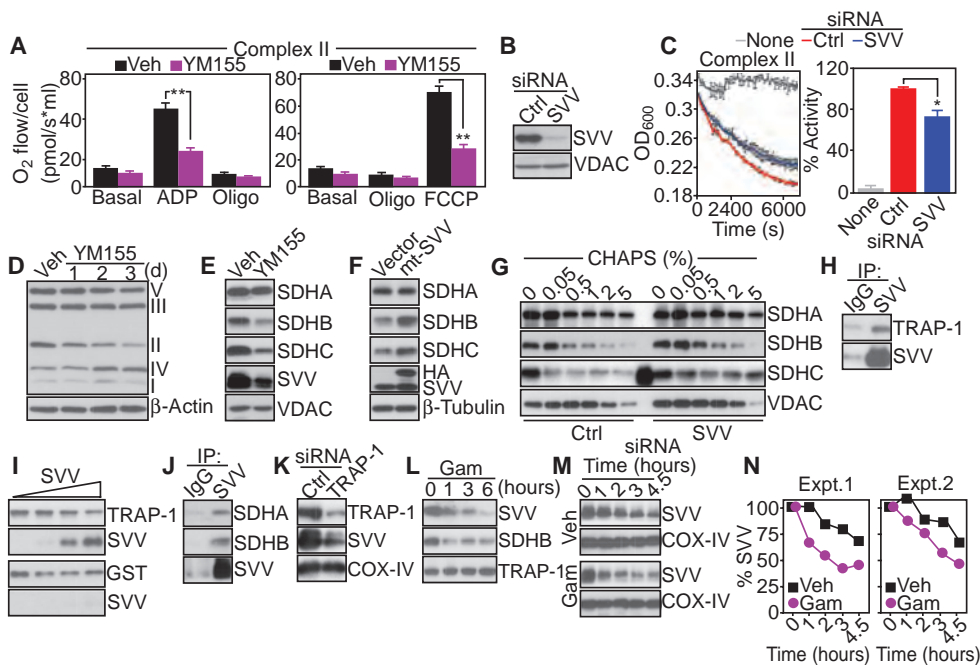 A
Complex II
Veh YM155
Veh YM155
O2 flow/cell
(pmol/s*ml)
80
60
40
20
0
**
Basal ADP Oligo
80
60
40
20
0
**
Basal Oligo FCCP
B
siRNA
Ctrl
SVV
SVV
VDAC
C
siRNA
None Ctrl SVV
Complex II
OD600
0.34
0.30
0.26
0.22
0.18
0 2400 6000
Time (s)
% Activity
125
100
75
50
25
0
*
None
Ctrl
SVV
siRNA
D
Veh
YM155
1 2 3 (d)
V
III
II
IV
I
β-Actin
E
Veh
YM155
SDHA
SDHB
SDHC
SVV
VDAC
F
Vector
mt-SVV
SDHA
SDHB
SDHC
HA
SVV
β-Tubulin
G
CHAPS (%)
0 0.05 0.5 1 2 5
0 0.05 0.5 1 2 5
SDHA
SDHB
SDHC
VDAC
Ctrl SVV
siRNA
H
IP:
IgG
SVV
TRAP-1
SVV
I
SVV
TRAP-1
SVV
GST
SVV
J
IP:
IgG
SVV
SDHA
SDHB
SVV
K
siRNA
Ctrl
TRAP-1
TRAP-1
SVV
COX-IV
L
Gam
0 1 3 6 (hours)
SVV
SDHB
TRAP-1
M
Time (hours)
0 1 2 3 4.5
Veh
SVV
COX-IV
Gam
SVV
COX-IV
N
Expt.1
Expt.2
% SVV
100
75
50
25
0
Veh
Gam
Veh
Gam
0 1 2 3 4.5
0 1 2 3 4.5
Time (hours)
Time (hours)